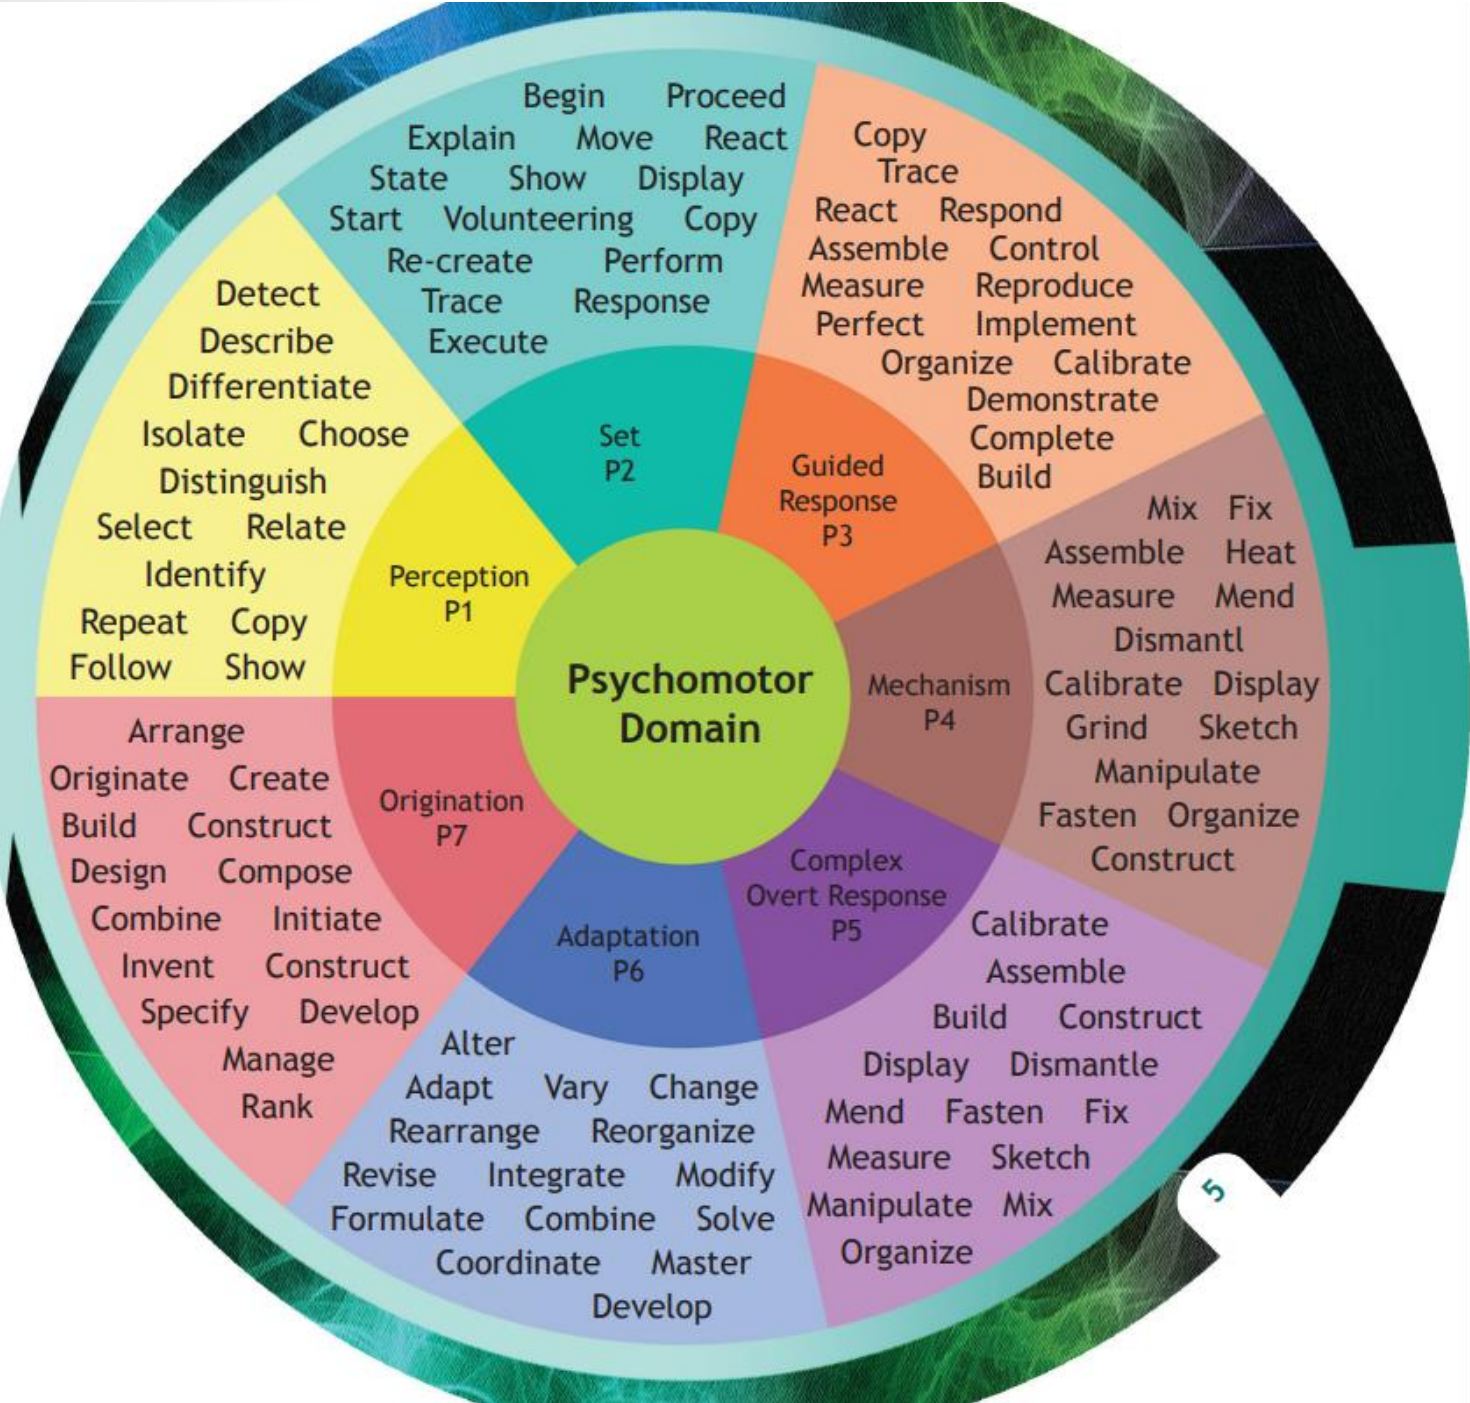 Psychomotor
Domain
Perception
P1
Detect
Describe
Differentiate
Isolate Choose
Distinguish
Select Relate
Identify
Repeat Copy
Follow Show
Set
P2
Begin Proceed
Explain Move React
State Show Display
Start Volunteering Copy
Re-create Perform
Trace Response
Execute
Guided
Response
P3
Copy
Trace
React Respond
Assemble Control
Measure Reproduce
Perfect Implement
Organize Calibrate
Demonstrate
Complete
Build
Mechanism
P4
Mix Fix
Assemble Heat
Measure Mend
Dismantl
Calibrate Display
Grind Sketch
Manipulate
Fasten Organize
Construct
Complex
Overt Response
P5
Calibrate
Assemble
Build Construct
Display Dismantle
Mend Fasten Fix
Measure Sketch
Manipulate Mix
Organize
Adaptation
P6
Alter
Adapt Vary Change
Rearrange Reorganize
Revise Integrate Modify
Formulate Combine Solve
Coordinate Master
Develop
Origination
P7
Arrange
Originate Create
Build Construct
Design Compose
Combine Initiate
Invent Construct
Specify Develop
Manage
Rank
5